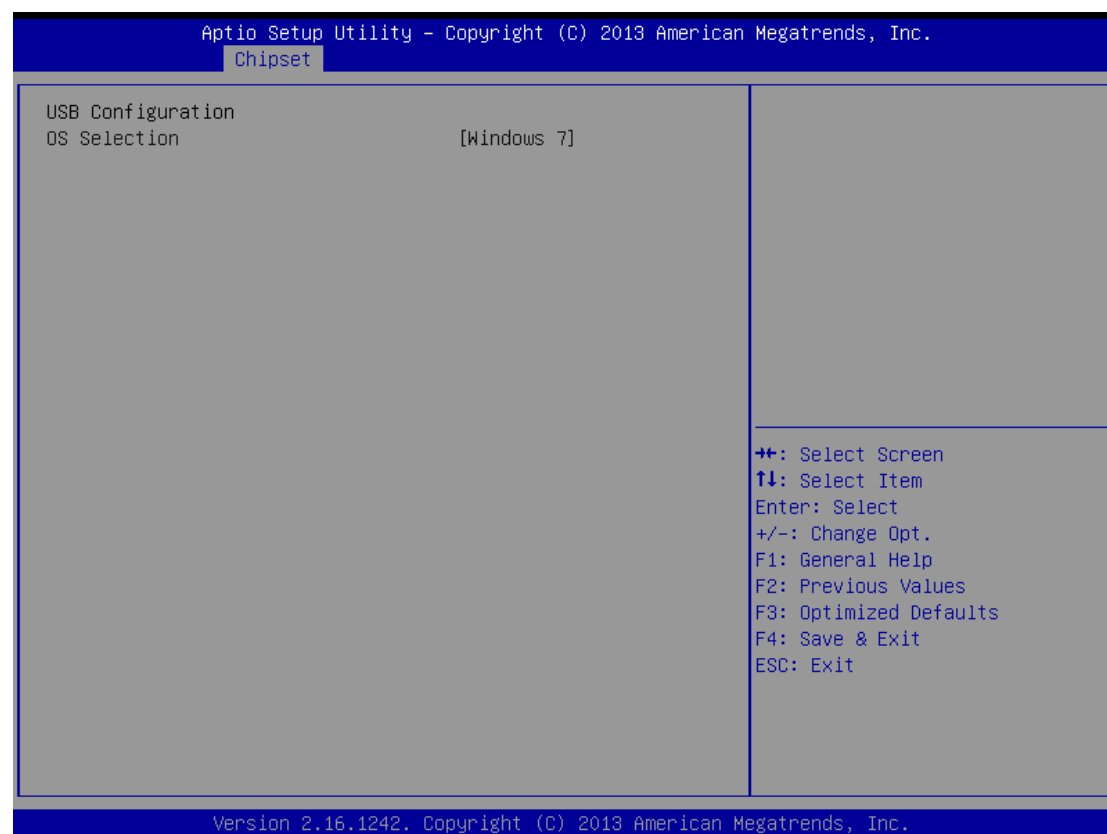 Aptio Setup Utility – Copyright (C) 2013 American Megatrends, Inc.
Chipset
USB Configuration
OS Selection [Windows 7]
→←: Select Screen
↑↓: Select Item
Enter: Select
+/-: Change Opt.
F1: General Help
F2: Previous Values
F3: Optimized Defaults
F4: Save & Exit
ESC: Exit
Version 2.16.1242. Copyright (C) 2013 American Megatrends, Inc.